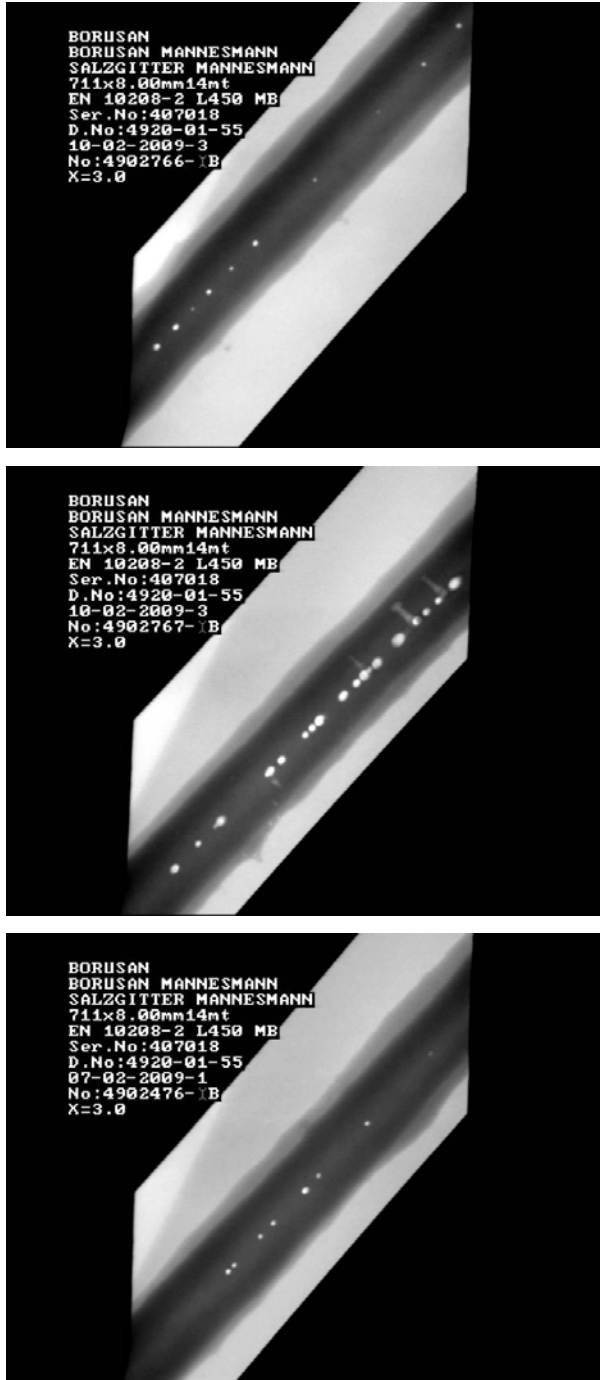 BORUSAN
BORUSAN MANNESMANN
SALZGITTER MANNESMANN
711x8.00mm14mt
EN 10208-2 L450 MB
Ser.No:407018
D.No:4920-01-55
10-02-2009-3
No:4902766-IB
X=3.0
BORUSAN
BORUSAN MANNESMANN
SALZGITTER MANNESMANN
711x8.00mm14mt
EN 10208-2 L450 MB
Ser.No:407018
D.No:4920-01-55
10-02-2009-3
No:4902767-IB
X=3.0
BORUSAN
BORUSAN MANNESMANN
SALZGITTER MANNESMANN
711x8.00mm14mt
EN 10208-2 L450 MB
Ser.No:407018
D.No:4920-01-55
07-02-2009-1
No:4902476-IB
X=3.0